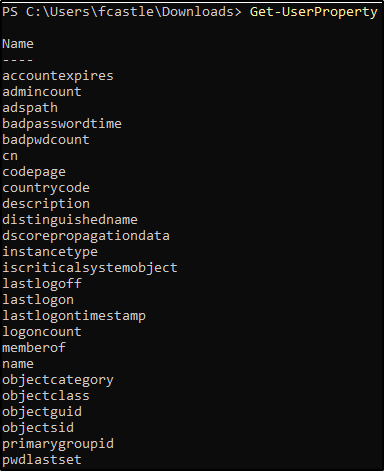 PS C:\Users\fcastle\Downloads> Get-UserProperty
Name
----
accountexpires
admincount
adspath
badpasswordtime
badpwdcount
cn
codepage
countrycode
description
distinguishedname
dscorepropagationdata
instancetype
iscriticalsystemobject
lastlogoff
lastlogon
lastlogontimestamp
logoncount
memberof
name
objectcategory
objectclass
objectguid
objectsid
primarygroupid
pwdlastset